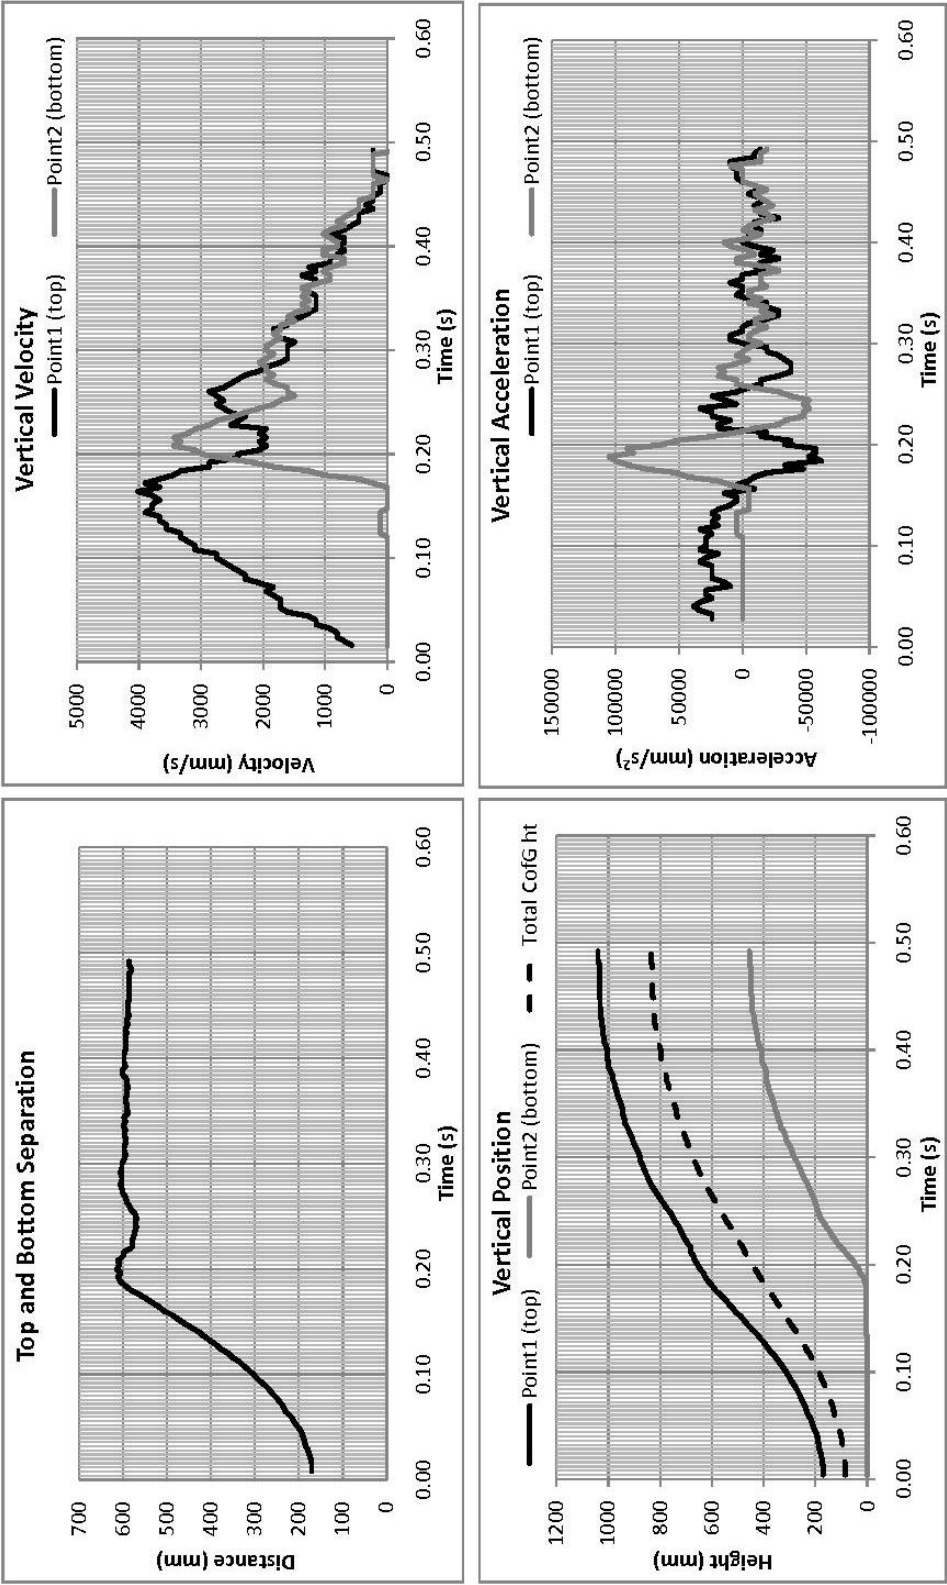 Top and Bottom Separation
700
600
500
400
300
200
100
0
Distance (mm)
0.00 0.10 0.20 0.30 0.40 0.50 0.60
Time (s)
Vertical Velocity
Point1 (top) Point2 (bottom)
5000
4000
3000
2000
1000
0
Velocity (mm/s)
0.00 0.10 0.20 0.30 0.40 0.50 0.60
Time (s)
Vertical Position
Point1 (top) Point2 (bottom) Total CofG ht
1200
1000
800
600
400
200
0
Height (mm)
0.00 0.10 0.20 0.30 0.40 0.50 0.60
Time (s)
Vertical Acceleration
Point1 (top) Point2 (bottom)
150000
100000
50000
0
-50000
-100000
Acceleration (mm/s²)
0.00 0.10 0.20 0.30 0.40 0.50 0.60
Time (s)